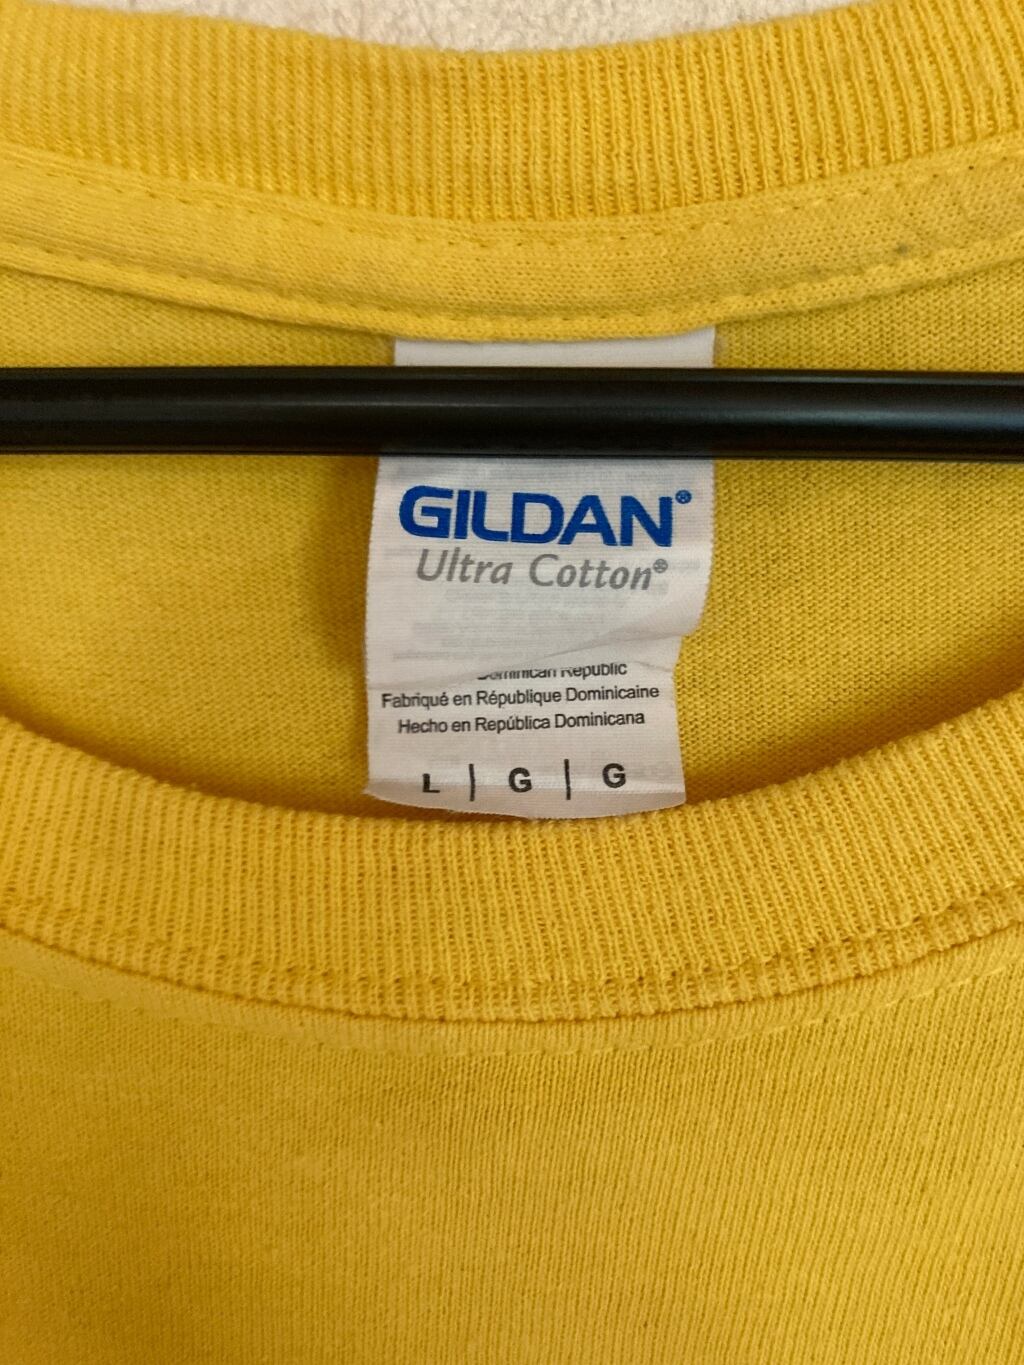 GILDAN®
Ultra Cotton®
Dominican Republic
Fabriqué en République Dominicaine
Hecho en República Dominicana
L | G | G